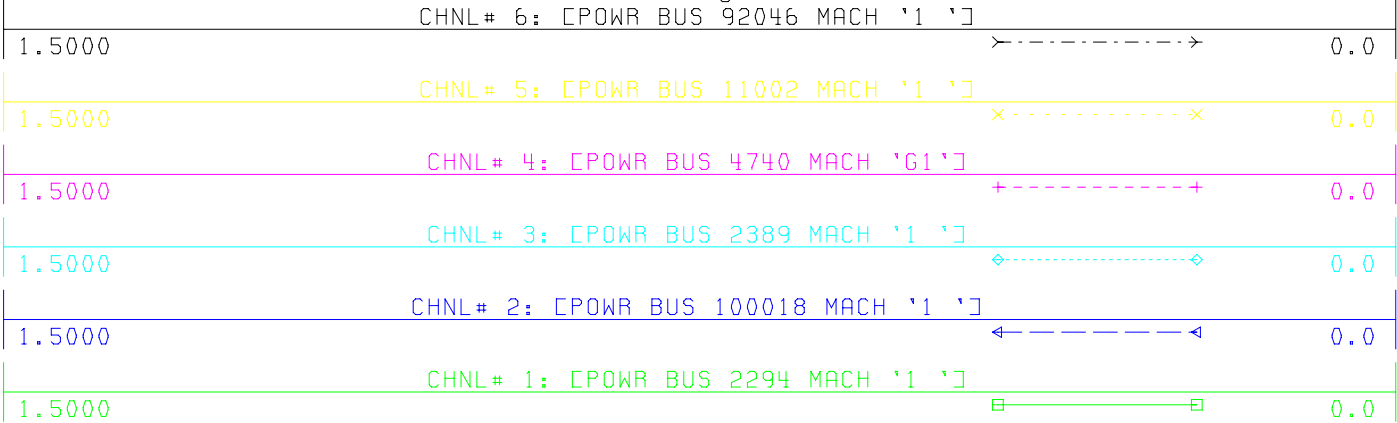 CHNL# 6: [POWR BUS 92046 MACH '1 ']
1.5000 0.0
CHNL# 5: [POWR BUS 11002 MACH '1 ']
1.5000 0.0
CHNL# 4: [POWR BUS 4740 MACH 'G1']
1.5000 0.0
CHNL# 3: [POWR BUS 2389 MACH '1 ']
1.5000 0.0
CHNL# 2: [POWR BUS 100018 MACH '1 ']
1.5000 0.0
CHNL# 1: [POWR BUS 2294 MACH '1 ']
1.5000 0.0